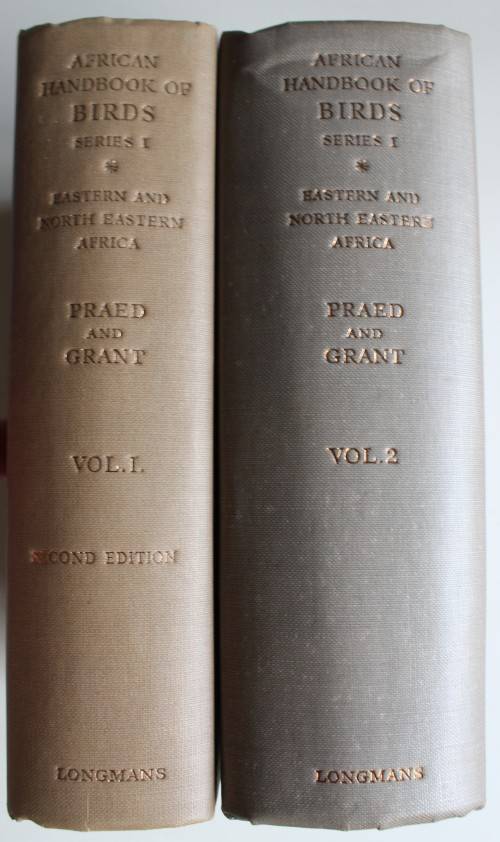 AFRICAN
HANDBOOK OF
BIRDS
SERIES I
*
EASTERN AND
NORTH EASTERN
AFRICA
PRAED
AND
GRANT
VOL.I.
SECOND EDITION
LONGMANS
AFRICAN
HANDBOOK OF
BIRDS
SERIES I
*
EASTERN AND
NORTH EASTERN
AFRICA
PRAED
AND
GRANT
VOL.2
LONGMANS